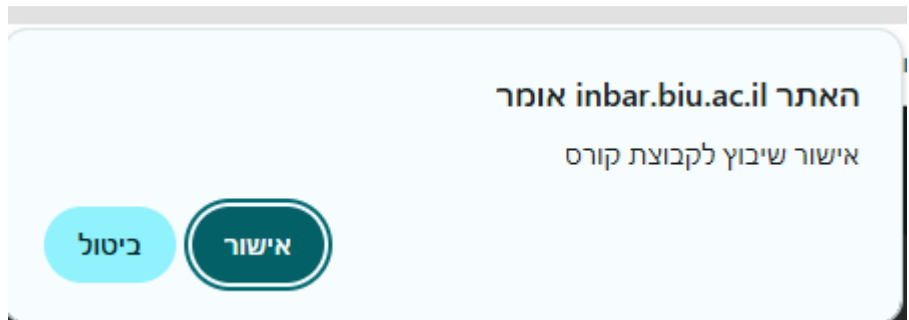 האתר inbar.biu.ac.il אומר
אישור שיבוץ לקבוצת קורס
אישור
ביטול